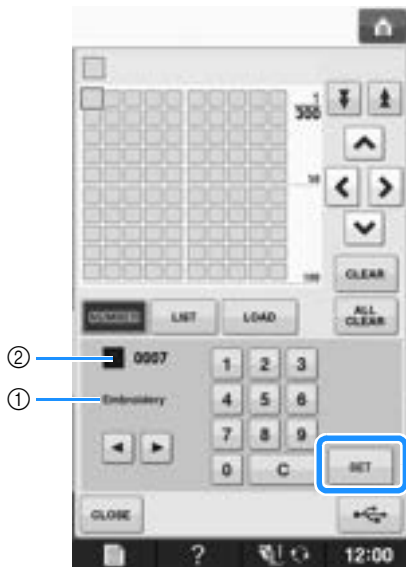 1
300
50
100
CLEAR
NUMBER LIST LOAD ALL CLEAR
② 0007
① Embroidery
1 2 3
4 5 6
7 8 9
0 C SET
CLOSE
? 12:00